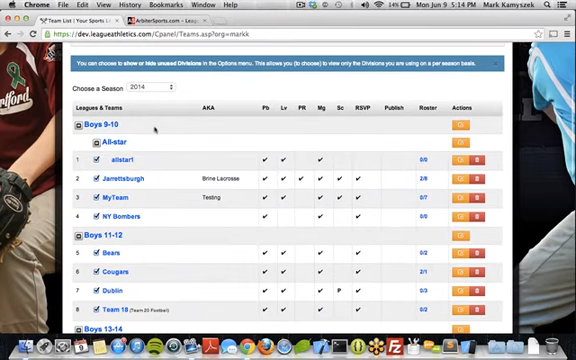 Chrome File Edit View History Bookmarks Window Help
Mon Jun 9 5:14 PM Mark Kamyszek
Team List | Your Sports L
ArbiterSports.com - Leag
https://dev.leagueathletics.com/Cpanel/Teams.asp?org=markk
You can choose to show or hide unused Divisions in the Options menu. This allows you (to choose) to view only the Divisions you are using on a per season basis.
Choose a Season 2014
Leagues & Teams AKA Pb Lv PR Mg Sc RSVP Publish Roster Actions
Boys 9-10
All-star
1 allstar1 0/0
2 Jarrettsburgh Brine Lacrosse 2/8
3 MyTeam Testing 0/7
4 NY Bombers 0/0
Boys 11-12
5 Bears 0/2
6 Cougars 2/1
7 Dublin P 0/3
8 Team 18 (Team 20-Football) 0/2
Boys 13-14